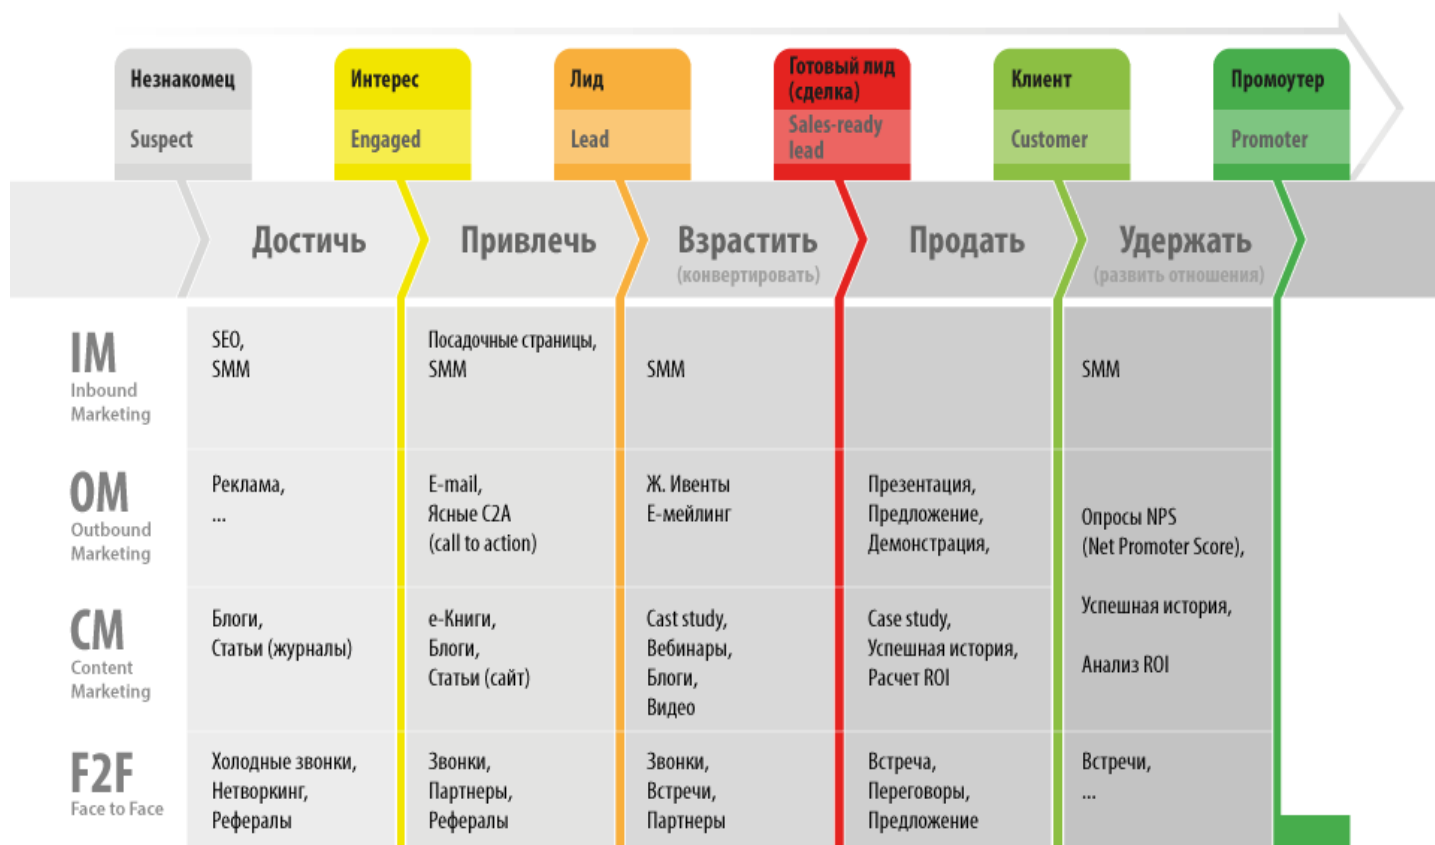 Незнакомец
Suspect
Интерес
Engaged
Лид
Lead
Готовый лид
(сделка)
Sales-ready
lead
Клиент
Customer
Промоутер
Promoter
Достичь
Привлечь
Взрастить
(конвертировать)
Продать
Удержать
(развить отношения)
IM
Inbound
Marketing
SEO,
SMM
Посадочные страницы,
SMM
SMM
SMM
OM
Outbound
Marketing
Реклама,
...
E-mail,
Ясные C2A
(call to action)
Ж. Ивенты
Е-мейлинг
Презентация,
Предложение,
Демонстрация,
Опросы NPS
(Net Promoter Score),
Успешная история,
Анализ ROI
CM
Content
Marketing
Блоги,
Статьи (журналы)
е-Книги,
Блоги,
Статьи (сайт)
Cast study,
Вебинары,
Блоги,
Видео
Case study,
Успешная история,
Расчет ROI
F2F
Face to Face
Холодные звонки,
Нетворкинг,
Рефералы
Звонки,
Партнеры,
Рефералы
Звонки,
Встречи,
Партнеры
Встреча,
Переговоры,
Предложение
Встречи,
...